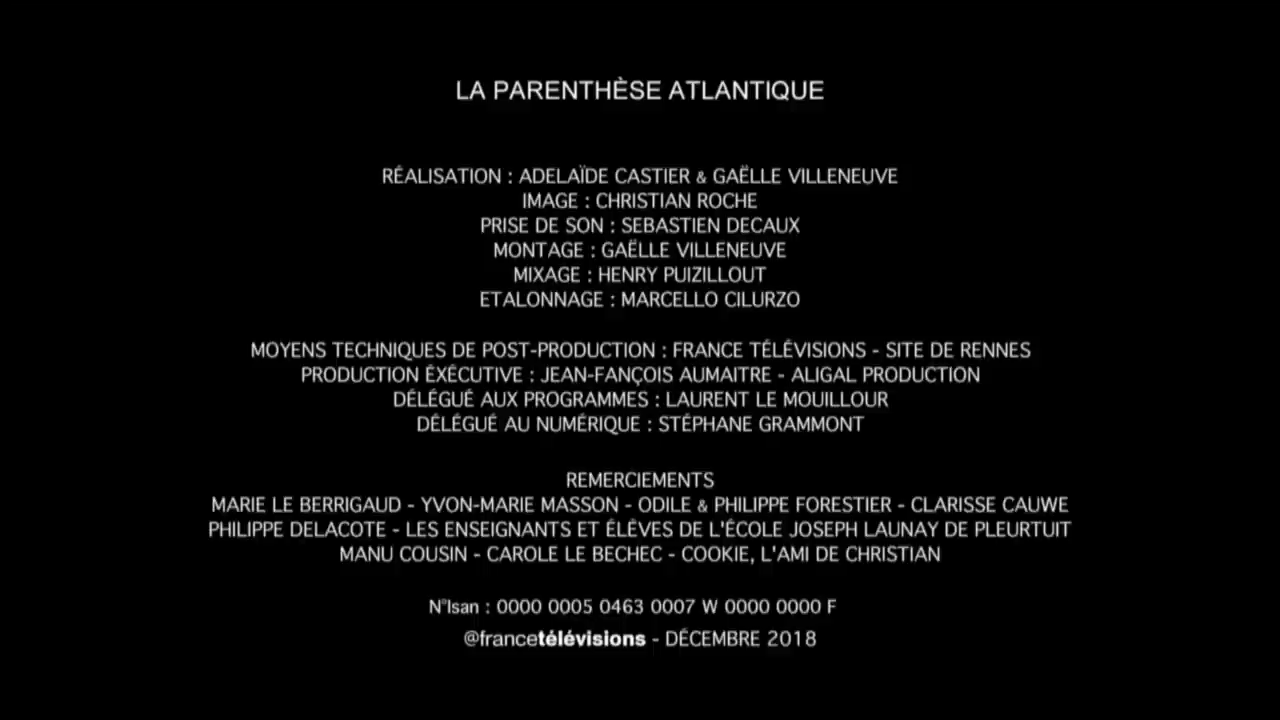 LA PARENTHÈSE ATLANTIQUE
RÉALISATION : ADELAÏDE CASTIER & GAËLLE VILLENEUVE
IMAGE : CHRISTIAN ROCHE
PRISE DE SON : SEBASTIEN DECAUX
MONTAGE : GAËLLE VILLENEUVE
MIXAGE : HENRY PUIZILLOUT
ETALONNAGE : MARCELLO CILURZO
MOYENS TECHNIQUES DE POST-PRODUCTION : FRANCE TÉLÉVISIONS - SITE DE RENNES
PRODUCTION ÉXÉCUTIVE : JEAN-FANÇOIS AUMAITRE - ALIGAL PRODUCTION
DÉLÉGUÉ AUX PROGRAMMES : LAURENT LE MOUILLOUR
DÉLÉGUÉ AU NUMÉRIQUE : STÉPHANE GRAMMONT
REMERCIEMENTS
MARIE LE BERRIGAUD - YVON-MARIE MASSON - ODILE & PHILIPPE FORESTIER - CLARISSE CAUWE
PHILIPPE DELACOTE - LES ENSEIGNANTS ET ÉLÈVES DE L'ÉCOLE JOSEPH LAUNAY DE PLEURTUIT
MANU COUSIN - CAROLE LE BECHEC - COOKIE, L'AMI DE CHRISTIAN
N°Isan : 0000 0005 0463 0007 W 0000 0000 F
@francetélévisions - DÉCEMBRE 2018